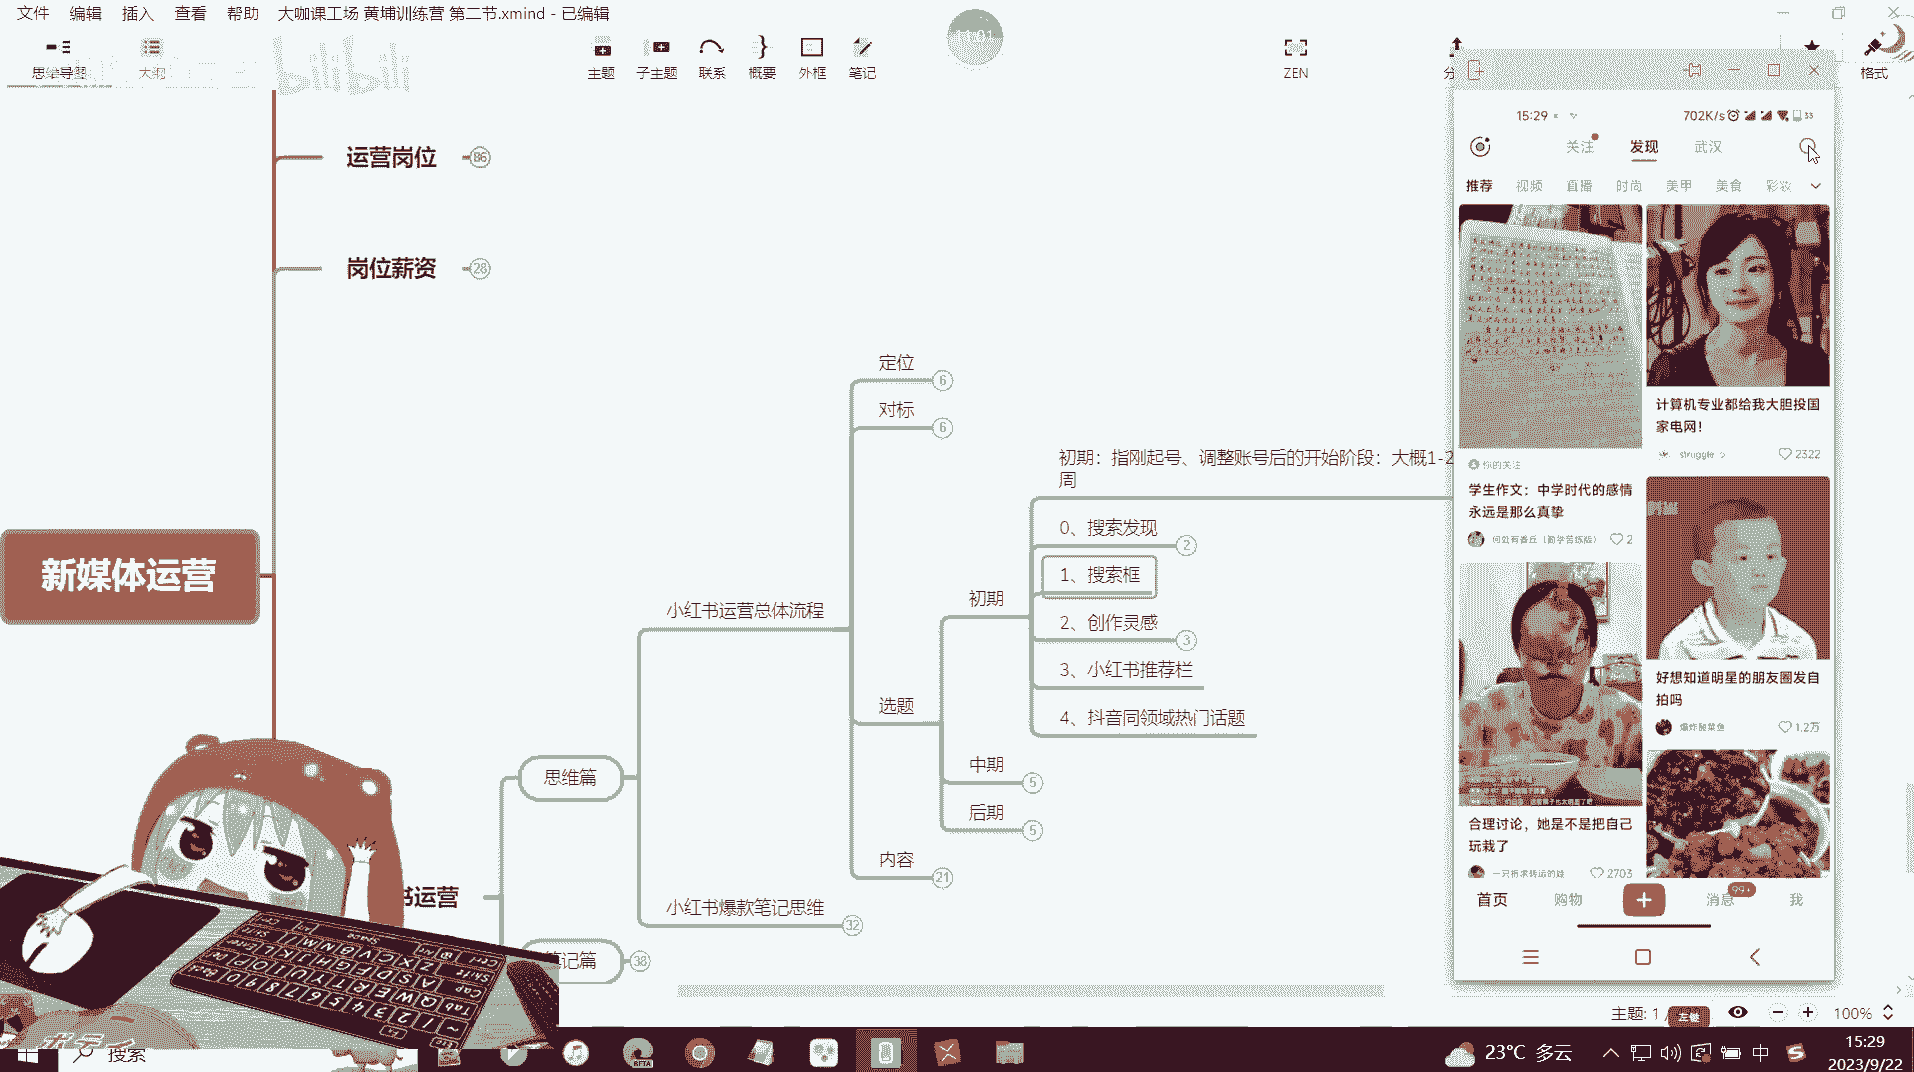 文件 编辑 插入 查看 帮助 大咖课工场 黄埔训练营 第二节.xmind - 已编辑
思维导图 大纲
bilibili
主题 子主题 联系 概要 外框 笔记
ZEN
格式
运营岗位 86
岗位薪资 28
新媒体运营
思维篇
笔记篇 38
书运营
小红书运营总体流程
小红书爆款笔记思维 32
定位 6
对标 6
选题
内容 21
初期
中期 5
后期 5
初期：指刚起号、调整账号后的开始阶段：大概1-2
周
0、搜索发现 2
1、搜索框
2、创作灵感 3
3、小红书推荐栏
4、抖音同领域热门话题
15:29 702K/s 33
关注 发现 武汉
推荐 视频 直播 时尚 美甲 美食 彩妆
计算机专业都给我大胆投国
家电网！
struggle 2322
你的关注
学生作文：中学时代的感情
永远是那么真挚
2
好想知道明星的朋友圈发自
拍吗
1.2万
合理讨论，她是不是把自己
玩栽了
2703
首页 购物 + 消息 99+ 我
主题: 1 / 100%
搜索
23°C 多云 中 15:29
2023/9/22